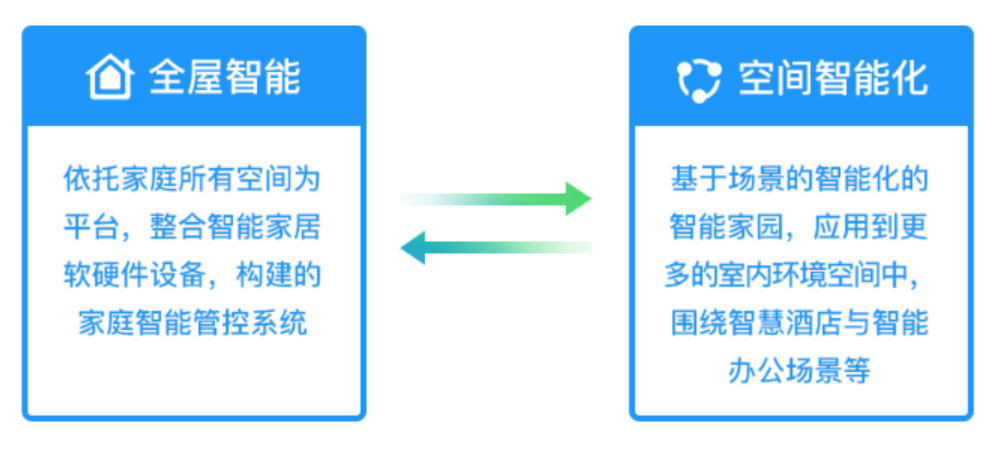 全屋智能
依托家庭所有空间为
平台，整合智能家居
软硬件设备，构建的
家庭智能管控系统
空间智能化
基于场景的智能化的
智能家园，应用到更
多的室内环境空间中，
围绕智慧酒店与智能
办公场景等